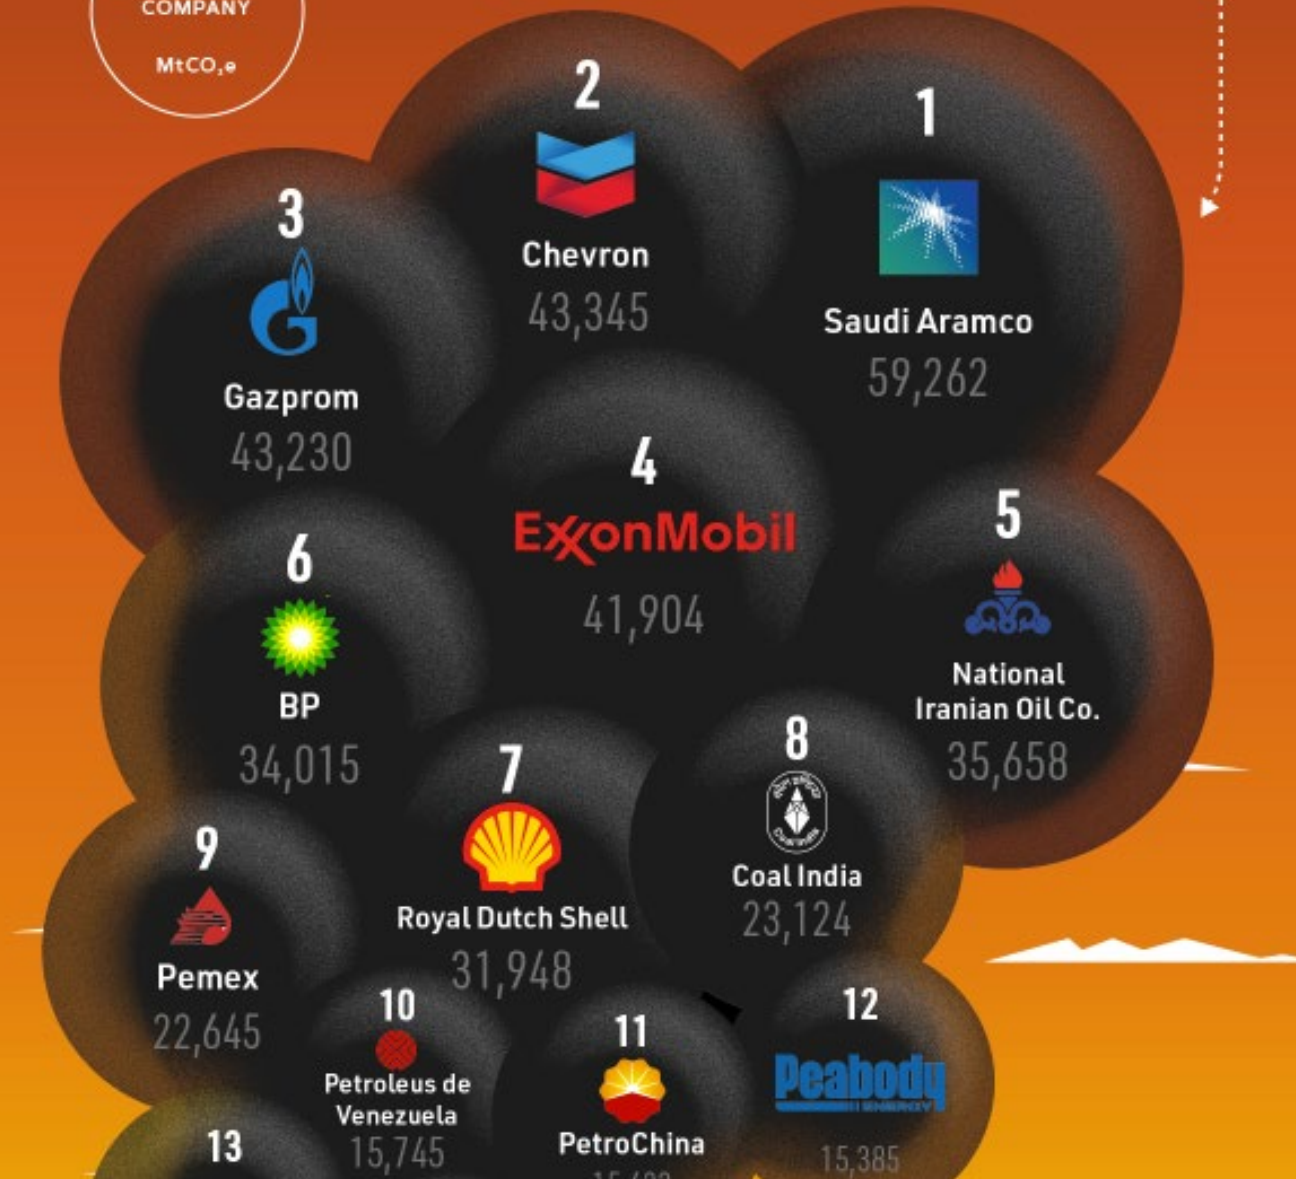 COMPANY
MtCO₂e
1
Saudi Aramco
59,262
2
Chevron
43,345
3
Gazprom
43,230
4
ExxonMobil
41,904
5
National
Iranian Oil Co.
35,658
6
BP
34,015
7
Royal Dutch Shell
31,948
8
Coal India
23,124
9
Pemex
22,645
10
Petroleus de
Venezuela
15,745
11
PetroChina
12
Peabody
ENERGY
15,385
13